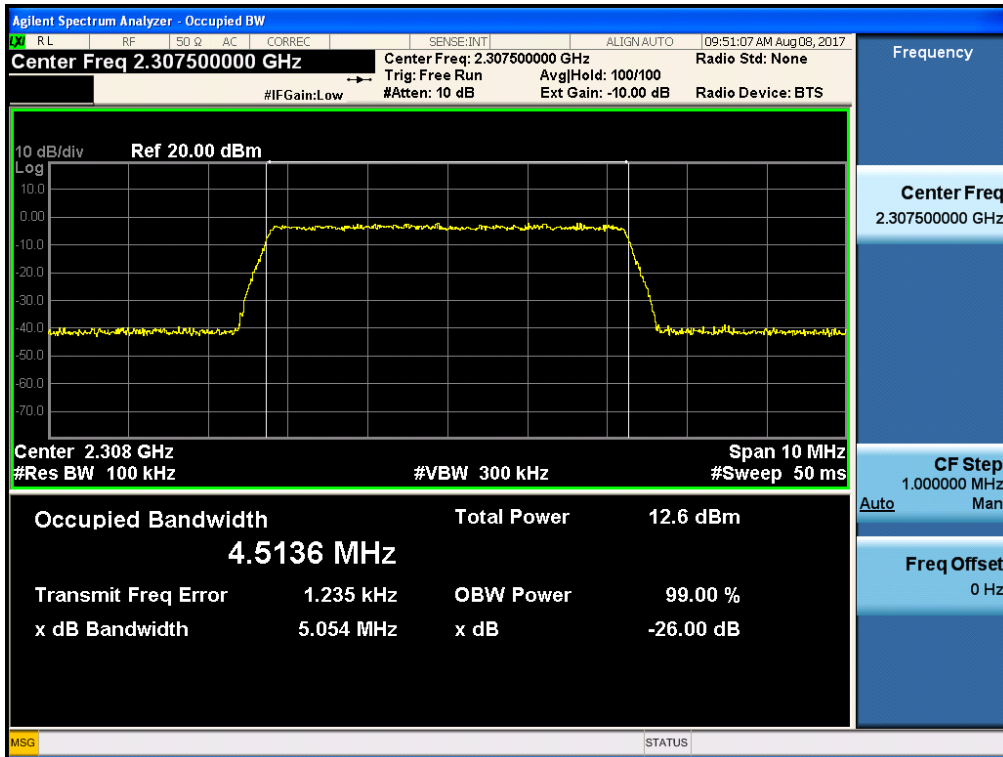 Agilent Spectrum Analyzer - Occupied BW
LXI RL RF 50 Ω AC CORREC SENSE:INT ALIGN AUTO 09:51:07 AM Aug 08, 2017
Center Freq 2.307500000 GHz
Center Freq: 2.307500000 GHz Radio Std: None
Trig: Free Run Avg|Hold: 100/100
#IFGain:Low #Atten: 10 dB Ext Gain: -10.00 dB Radio Device: BTS
10 dB/div Ref 20.00 dBm
Log
10.0
0.00
-10.0
-20.0
-30.0
-40.0
-50.0
-60.0
-70.0
Center 2.308 GHz Span 10 MHz
#Res BW 100 kHz #VBW 300 kHz #Sweep 50 ms
Occupied Bandwidth Total Power 12.6 dBm
4.5136 MHz
Transmit Freq Error 1.235 kHz OBW Power 99.00 %
x dB Bandwidth 5.054 MHz x dB -26.00 dB
Frequency
Center Freq
2.307500000 GHz
CF Step
1.000000 MHz
Auto Man
Freq Offset
0 Hz
MSG STATUS